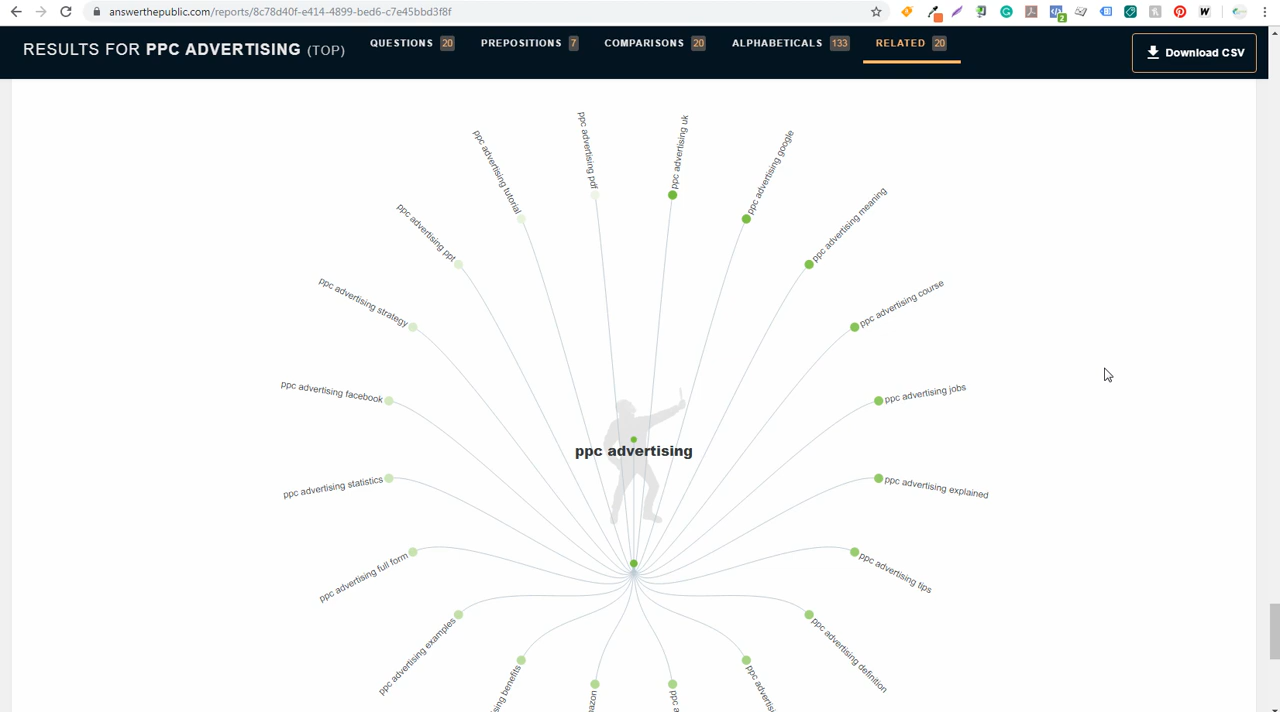 answerthepublic.com/reports/8c78d40f-e414-4899-bed6-c7e45bbd3f8f
RESULTS FOR PPC ADVERTISING (TOP)
QUESTIONS 20
PREPOSITIONS 7
COMPARISONS 20
ALPHABETICALS 133
RELATED 20
Download CSV
ppc advertising uk
ppc advertising google
ppc advertising meaning
ppc advertising course
ppc advertising jobs
ppc advertising explained
ppc advertising tips
ppc advertising definition
ppc
ppc
benefits
ppc advertising examples
ppc advertising full form
ppc advertising statistics
ppc advertising facebook
ppc advertising strategy
ppc advertising ppt
ppc advertising tutorial
ppc advertising pdf
ppc advertising